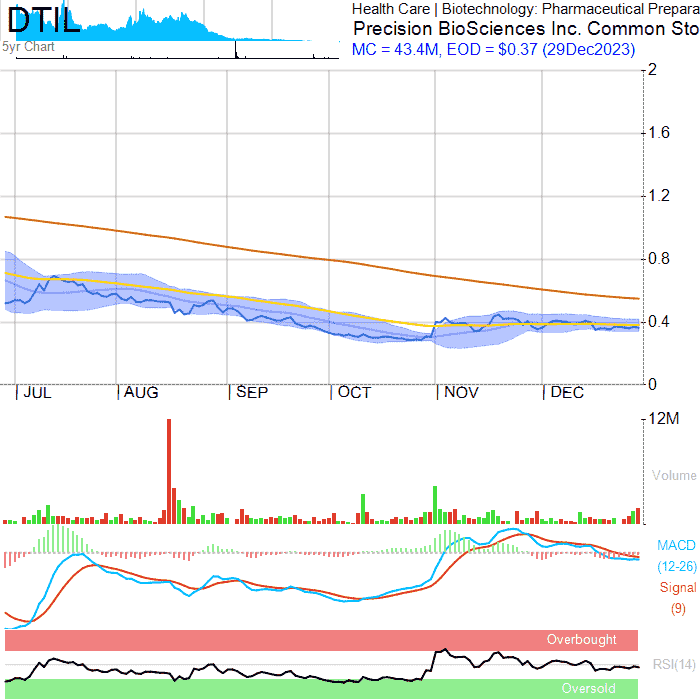 DTIL
5yr Chart
Health Care | Biotechnology: Pharmaceutical Prepara
Precision BioSciences Inc. Common Sto
MC = 43.4M, EOD = $0.37 (29Dec2023)
2
1.6
1.2
0.8
0.4
0
JUL AUG SEP OCT NOV DEC
12M
Volume
MACD
(12-26)
Signal
(9)
Overbought
RSI(14)
Oversold